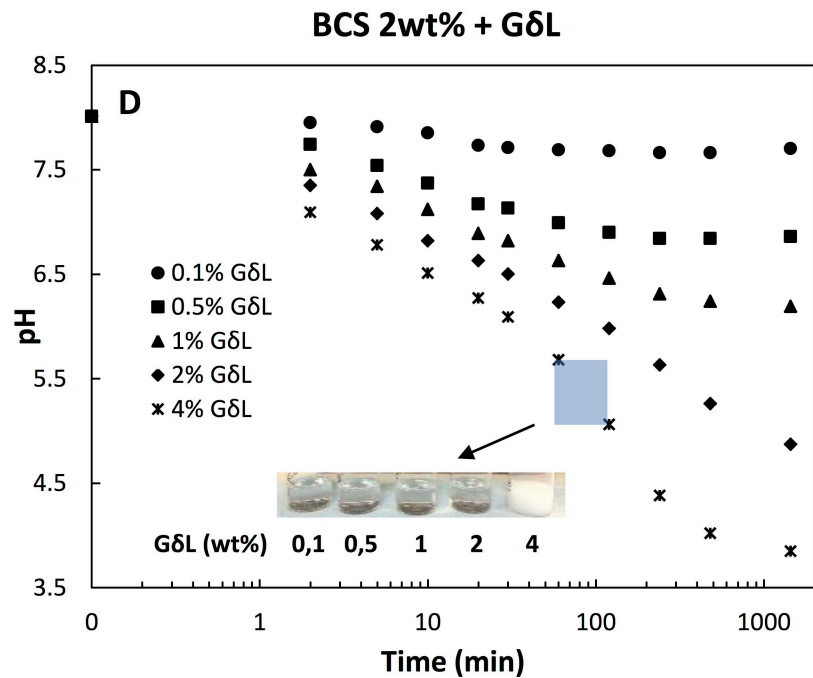 BCS 2wt% + GδL
D
8.5
7.5
6.5
5.5
4.5
3.5
pH
0.1% GδL
0.5% GδL
1% GδL
2% GδL
4% GδL
GδL (wt%) 0,1 0,5 1 2 4
0 1 10 100 1000
Time (min)